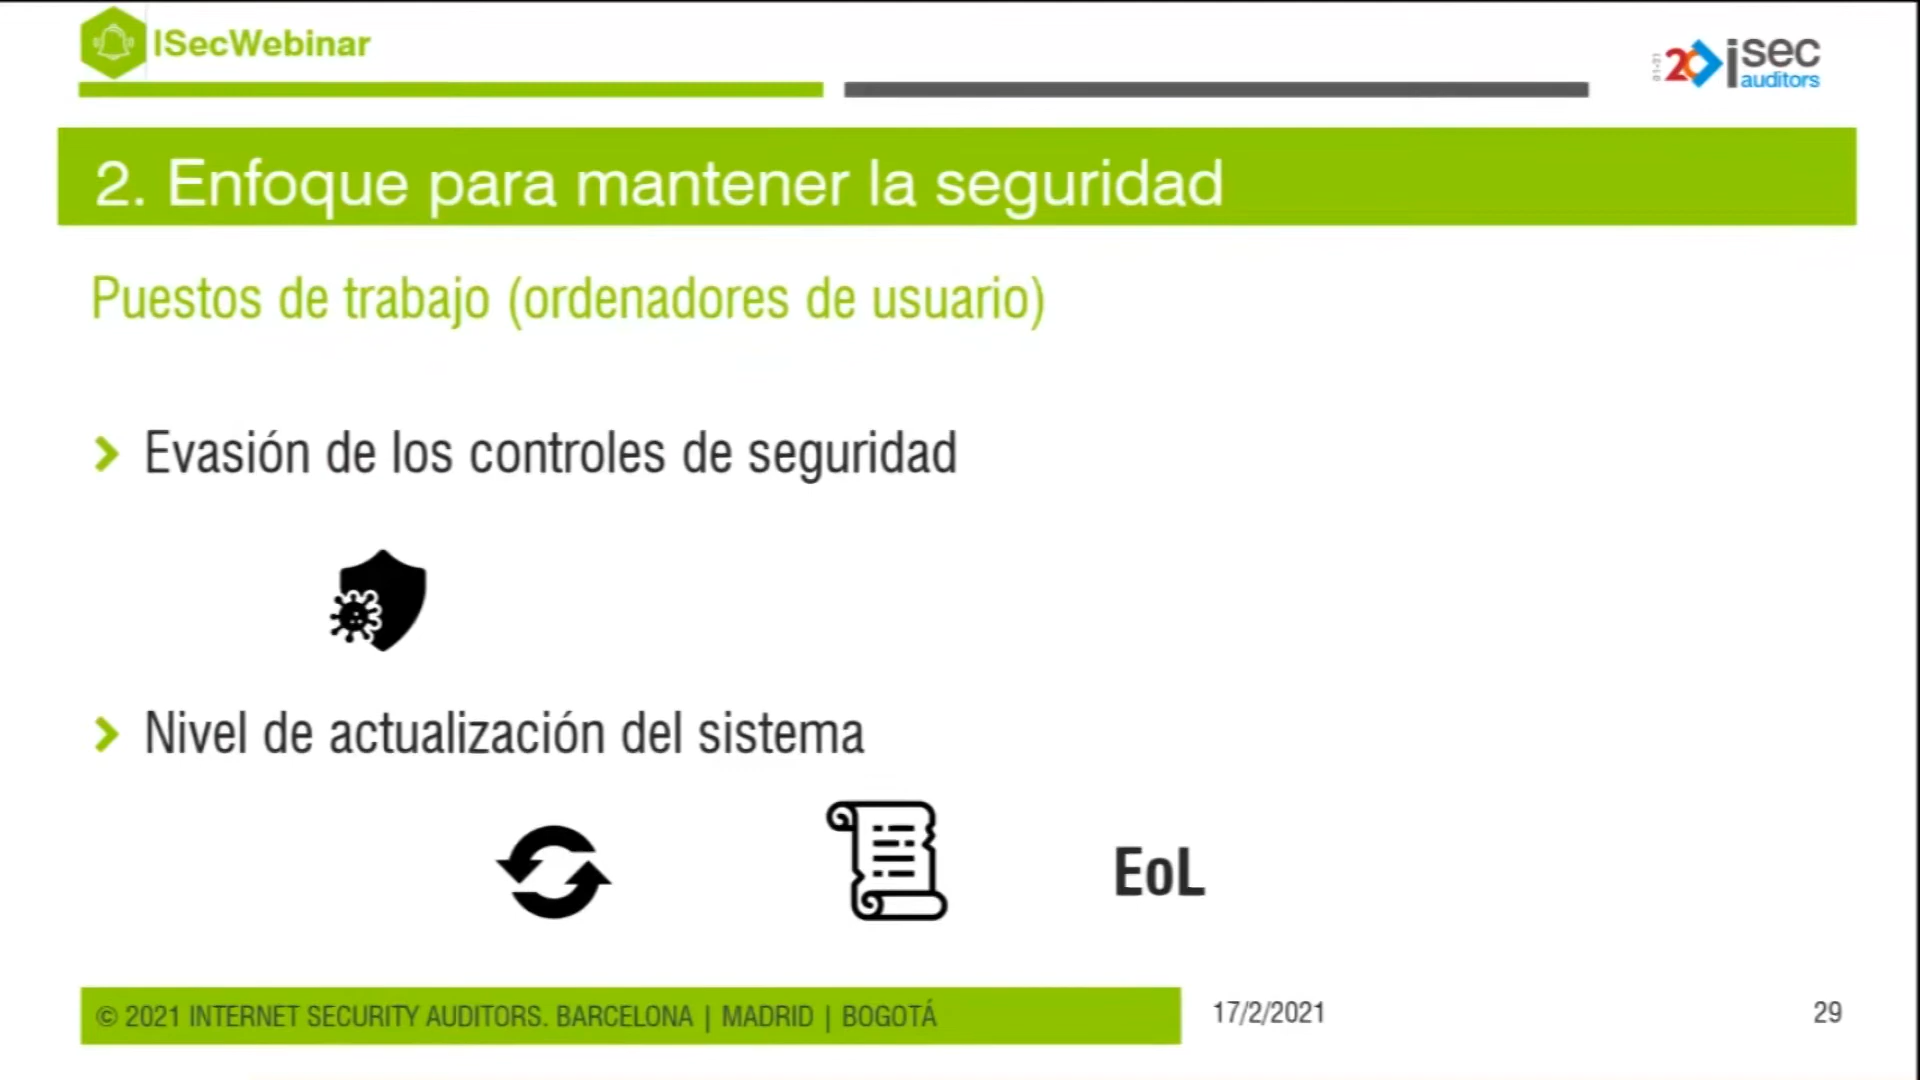 ISecWebinar
20 isec
auditors
2. Enfoque para mantener la seguridad
Puestos de trabajo (ordenadores de usuario)
Evasión de los controles de seguridad
Nivel de actualización del sistema
EoL
© 2021 INTERNET SECURITY AUDITORS. BARCELONA | MADRID | BOGOTÁ
17/2/2021
29